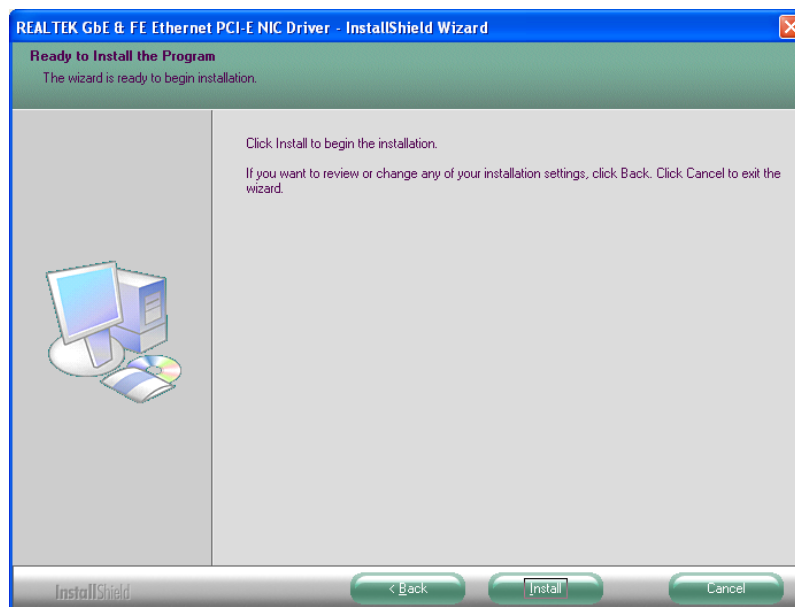 REALTEK GbE & FE Ethernet PCI-E NIC Driver - InstallShield Wizard
Ready to Install the Program
The wizard is ready to begin installation.
Click Install to begin the installation.
If you want to review or change any of your installation settings, click Back. Click Cancel to exit the
wizard.
InstallShield
< Back
Install
Cancel